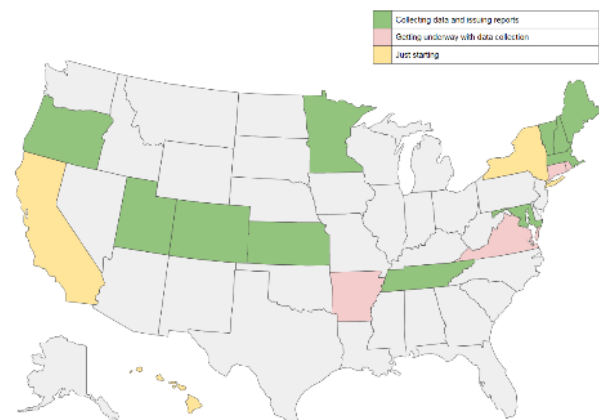 Collecting data and issuing reports
Getting underway with data collection
Just starting